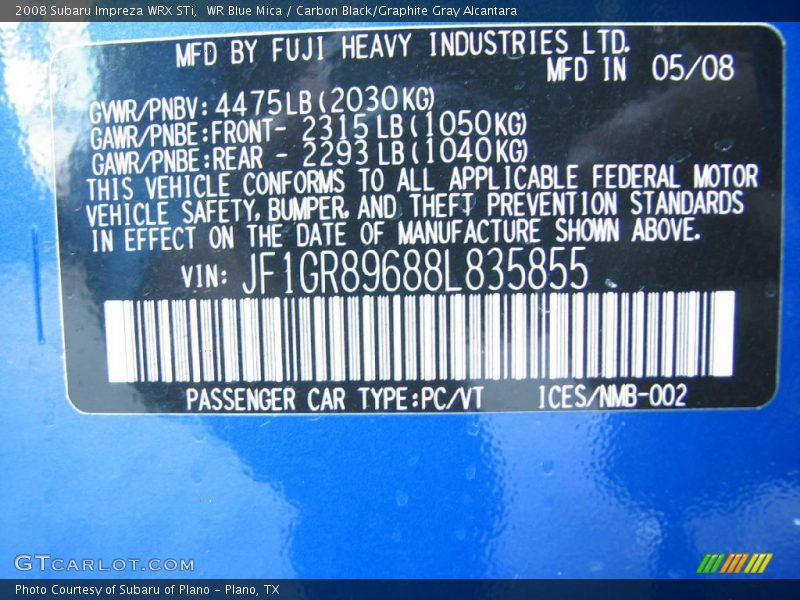 2008 Subaru Impreza WRX STi, WR Blue Mica / Carbon Black/Graphite Gray Alcantara
MFD BY FUJI HEAVY INDUSTRIES LTD.
MFD IN 05/08
GVWR/PNBV: 4475LB(2030KG)
GAWR/PNBE:FRONT- 2315LB(1050KG)
GAWR/PNBE:REAR - 2293LB(1040KG)
THIS VEHICLE CONFORMS TO ALL APPLICABLE FEDERAL MOTOR
VEHICLE SAFETY, BUMPER, AND THEFT PREVENTION STANDARDS
IN EFFECT ON THE DATE OF MANUFACTURE SHOWN ABOVE.
VIN: JF1GR89688L835855
PASSENGER CAR TYPE:PC/VT ICES/NMB-002
GTCARLOT.COM
Photo Courtesy of Subaru of Plano - Plano, TX